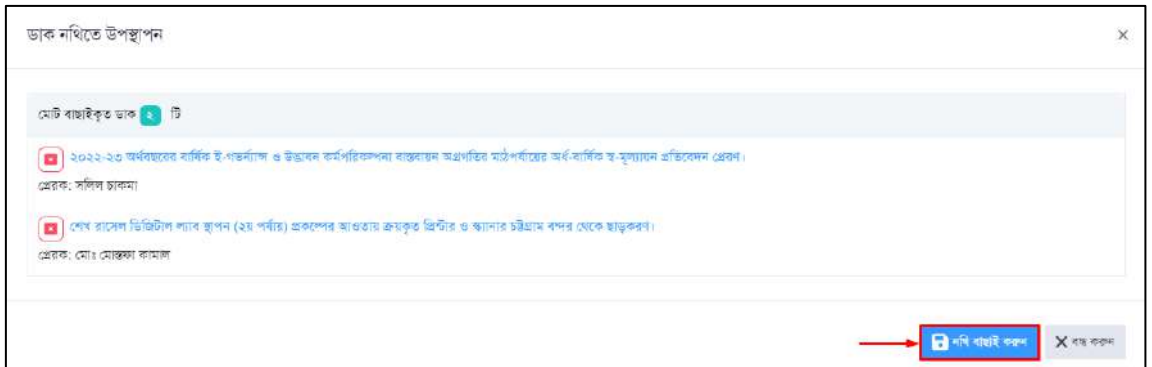 ডাক নথিতে উপস্থাপন
মোট বাছাইকৃত ডাক ২ টি
২০২২-২৩ অর্থবছরের বার্ষিক ই-গভর্ন্যান্স ও উদ্ভাবন কর্মপরিকল্পনা বাস্তবায়ন অগ্রগতির মাঠপর্যায়ের অর্ধ-বার্ষিক স্ব-মূল্যায়ন প্রতিবেদন প্রেরণ।
প্রেরক: সলিল চাকমা
শেখ রাসেল ডিজিটাল ল্যাব স্থাপন (২য় পর্যায়) প্রকল্পের আওতায় ক্রয়কৃত প্রিন্টার ও স্ক্যানার চট্টগ্রাম বন্দর থেকে ছাড়করণ।
প্রেরক: মোঃ মোস্তফা কামাল
নথি বাছাই করুন
বন্ধ করুন